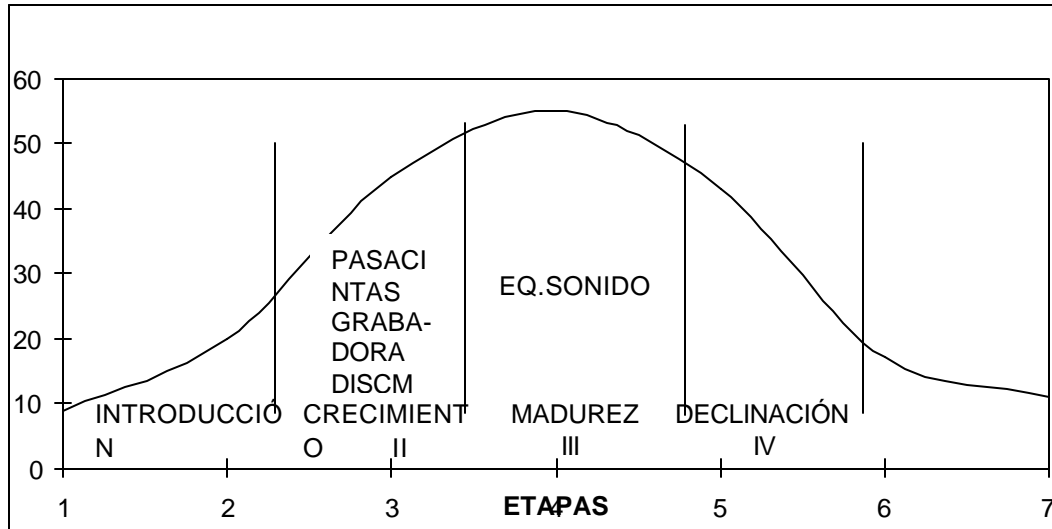 60
50
40
30
20
10
0
PASACI
NTAS
GRABA-
DORA
DISCM
EQ.SONIDO
INTRODUCCIÓ
N
CRECIMIENT
O II
MADUREZ
III
DECLINACIÓN
IV
1 2 3 4 5 6 7
ETAPAS